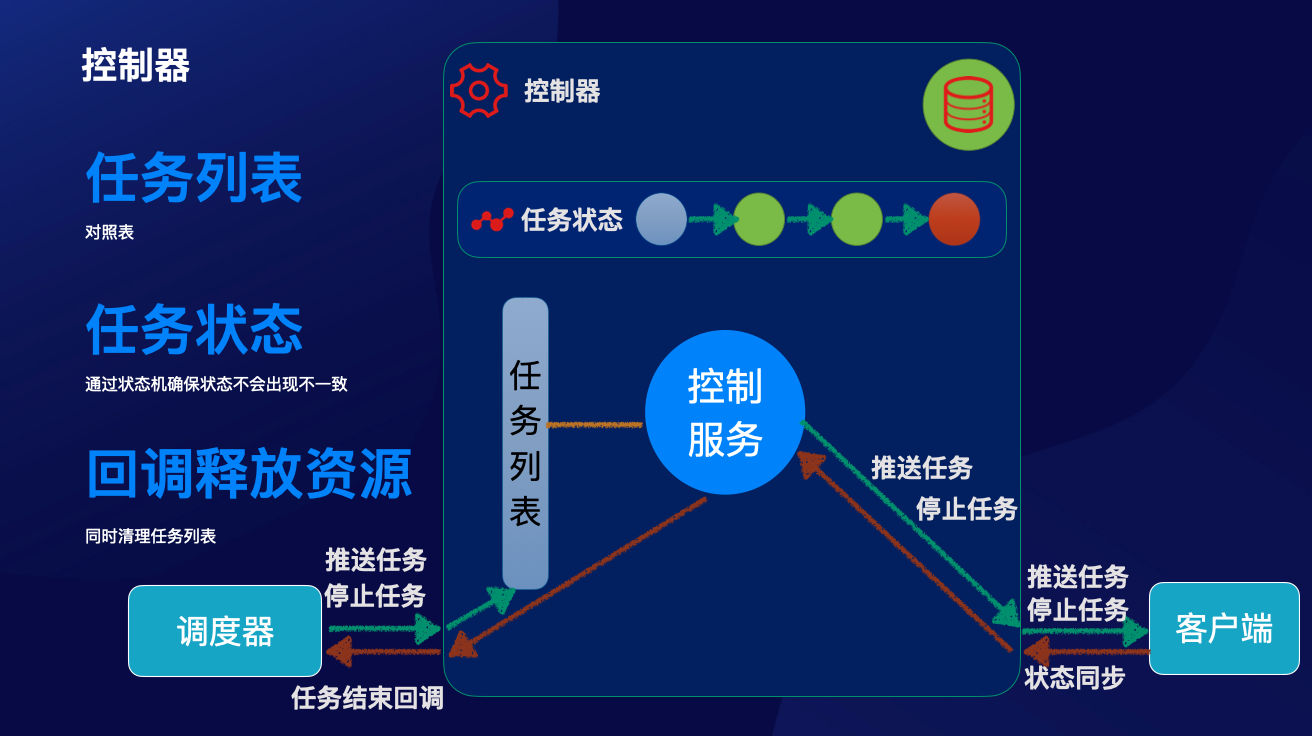 控制器
任务列表
对照表
任务状态
通过状态机确保状态不会出现不一致
回调释放资源
同时清理任务列表
控制器
任务状态
任务列表
控制
服务
推送任务
停止任务
推送任务
停止任务
调度器
任务结束回调
推送任务
停止任务
客户端
状态同步